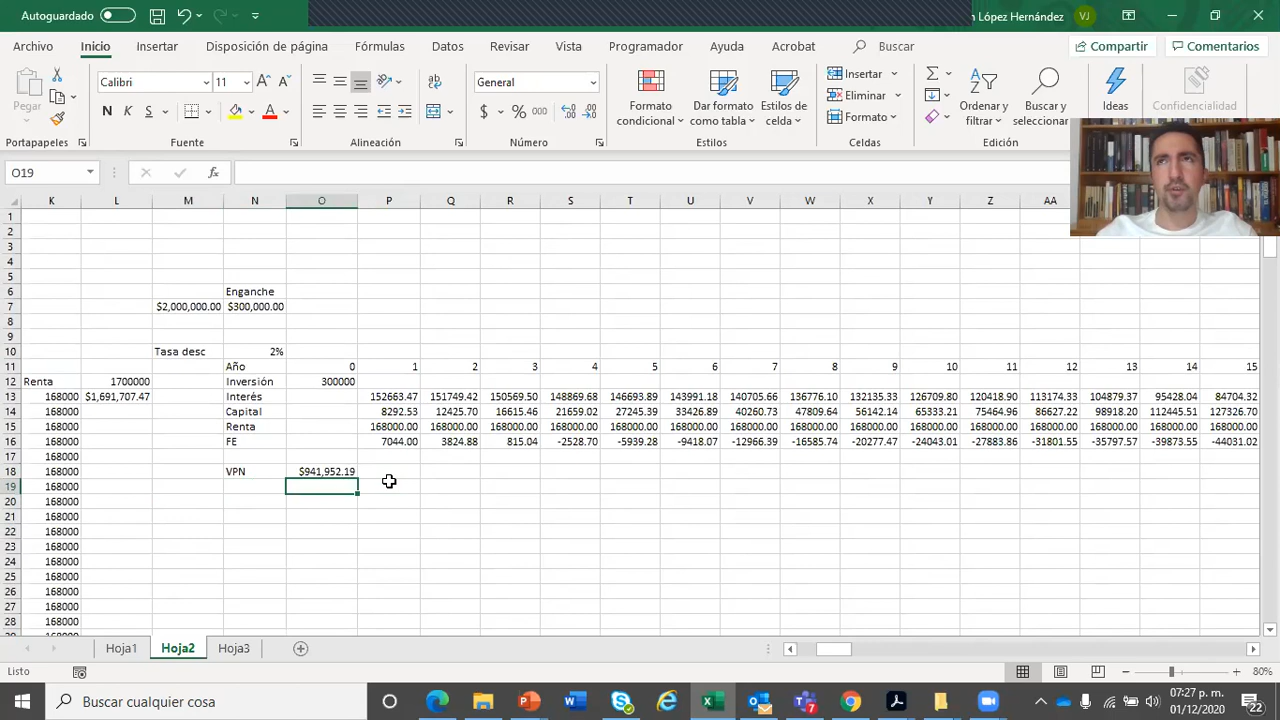 Autoguardado
n López Hernández VJ
Archivo Inicio Insertar Disposición de página Fórmulas Datos Revisar Vista Programador Ayuda Acrobat Buscar Compartir Comentarios
Pegar Calibri 11 General Insertar Eliminar Formato
N K S $ % 000
Formato condicional Dar formato como tabla Estilos de celda Ordenar y filtrar Buscar y seleccionar Ideas Confidencialidad
Portapapeles Fuente Alineación Número Estilos Celdas Edición
O19 fx
K L M N O P Q R S T U V W X Y Z AA
1
2
3
4
5
6 Enganche
7 $2,000,000.00 $300,000.00
8
9
10 Tasa desc 2%
11 Año 0 1 2 3 4 5 6 7 8 9 10 11 12 13 14 15
12 Renta 1700000 Inversión 300000
13 168000 $1,691,707.47 Interés 152663.47 151749.42 150569.50 148869.68 146693.89 143991.18 140705.66 136776.10 132135.33 126709.80 120418.90 113174.33 104879.37 95428.04 84704.32
14 168000 Capital 8292.53 12425.70 16615.46 21659.02 27245.39 33426.89 40260.73 47809.64 56142.14 65333.21 75464.96 86627.22 98918.20 112445.51 127326.70
15 168000 Renta 168000.00 168000.00 168000.00 168000.00 168000.00 168000.00 168000.00 168000.00 168000.00 168000.00 168000.00 168000.00 168000.00 168000.00 168000.00
16 168000 FE 7044.00 3824.88 815.04 -2528.70 -5939.28 -9418.07 -12966.39 -16585.74 -20277.47 -24043.01 -27883.86 -31801.55 -35797.57 -39873.55 -44031.02
17 168000
18 168000 VPN $941,952.19
19 168000
20 168000
21 168000
22 168000
23 168000
24 168000
25 168000
26 168000
27 168000
28 168000
Hoja1 Hoja2 Hoja3
Listo 80%
Buscar cualquier cosa 07:27 p. m.
01/12/2020 22